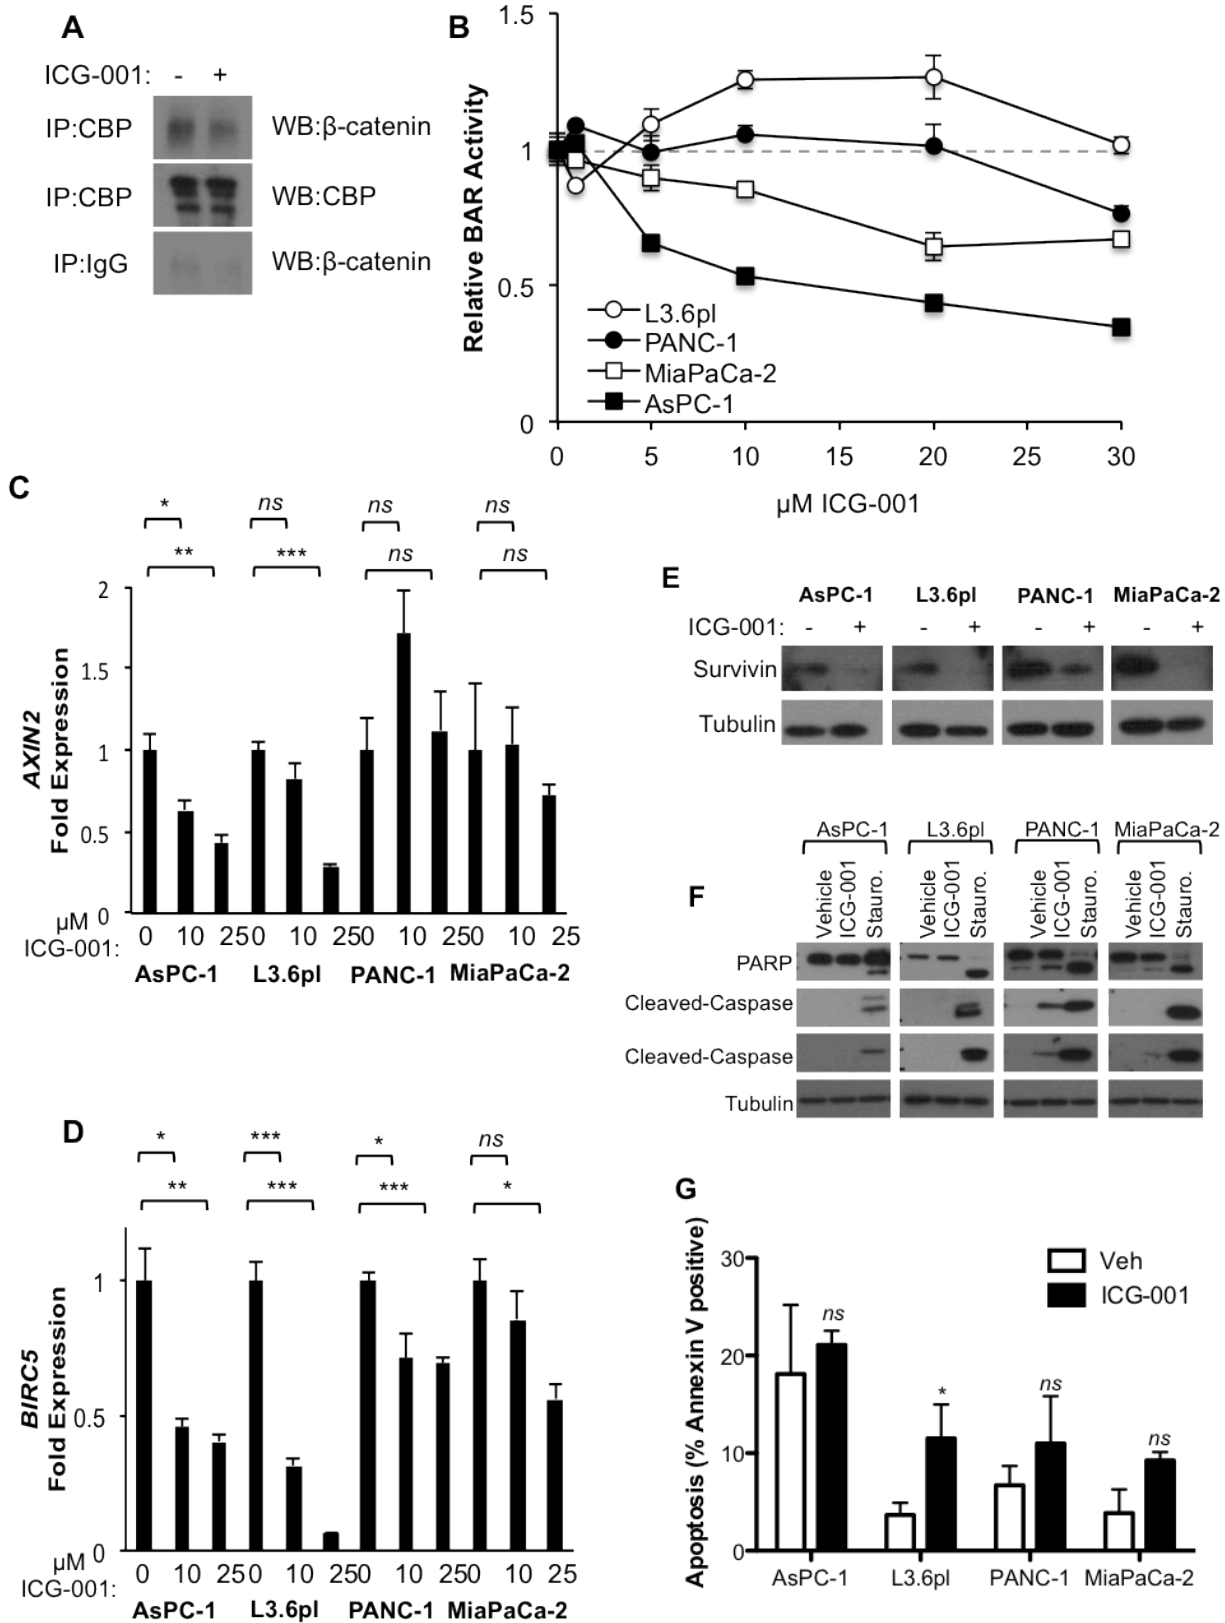 A
ICG-001: - +
IP:CBP WB:β-catenin
IP:CBP WB:CBP
IP:IgG WB:β-catenin
B
Relative BAR Activity
1.5
1
0.5
0
L3.6pl
PANC-1
MiaPaCa-2
AsPC-1
0 5 10 15 20 25 30
µM ICG-001
C
* ns ns ns
** *** ns ns
AXIN2
Fold Expression
2
1.5
1
0.5
0
µM
ICG-001:
0 10 250 10 250 10 250 10 25
AsPC-1 L3.6pl PANC-1 MiaPaCa-2
D
* *** * ns
** *** *** *
BIRC5
Fold Expression
1
0.5
0
µM
ICG-001:
0 10 250 10 250 10 250 10 25
AsPC-1 L3.6pl PANC-1 MiaPaCa-2
E
AsPC-1 L3.6pl PANC-1 MiaPaCa-2
ICG-001: - + - + - + - +
Survivin
Tubulin
F
AsPC-1 L3.6pl PANC-1 MiaPaCa-2
Vehicle ICG-001 Stauro. Vehicle ICG-001 Stauro. Vehicle ICG-001 Stauro. Vehicle ICG-001 Stauro.
PARP
Cleaved-Caspase
Cleaved-Caspase
Tubulin
G
Apoptosis (% Annexin V positive)
30
20
10
0
Veh
ICG-001
ns * ns ns
AsPC-1 L3.6pl PANC-1 MiaPaCa-2